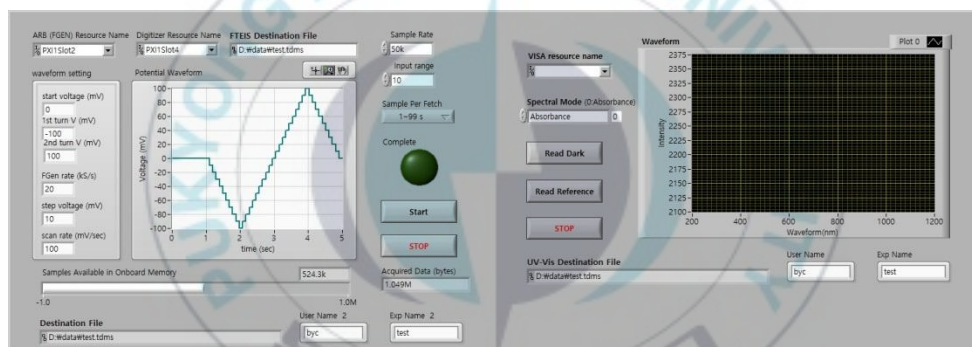 ARB (FGEN) Resource Name
PXI1Slot2
Digitizer Resource Name
PXI1Slot4
FTEIS Destination File
D:₩data₩test.tdms
waveform setting
start voltage (mV)
0
1st turn V (mV)
-100
2nd turn V (mV)
100
FGen rate (kS/s)
20
step voltage (mV)
10
scan rate (mV/sec)
100
Potential Waveform
Voltage (mV)
100
80
60
40
20
0
-20
-40
-60
-80
-100
0 1 2 3 4 5
time (sec)
Sample Rate
50k
Input range
10
Sample Per Fetch
1~99 s
Complete
Start
STOP
Samples Available in Onboard Memory
524.3k
-1.0 1.0M
Acquired Data (bytes)
1.049M
Destination File
D:₩data₩test.tdms
User Name 2
byc
Exp Name 2
test
VISA resource name
Spectral Mode (0:Absorbance)
Absorbance 0
Read Dark
Read Reference
STOP
Waveform
Plot 0
Intensity
2375
2350
2325
2300
2275
2250
2225
2200
2175
2150
2125
2100
200 400 600 800 1000 1200
Waveform(nm)
UV-Vis Destination File
D:₩data₩test.tdms
User Name
byc
Exp Name
test
PUKYONG